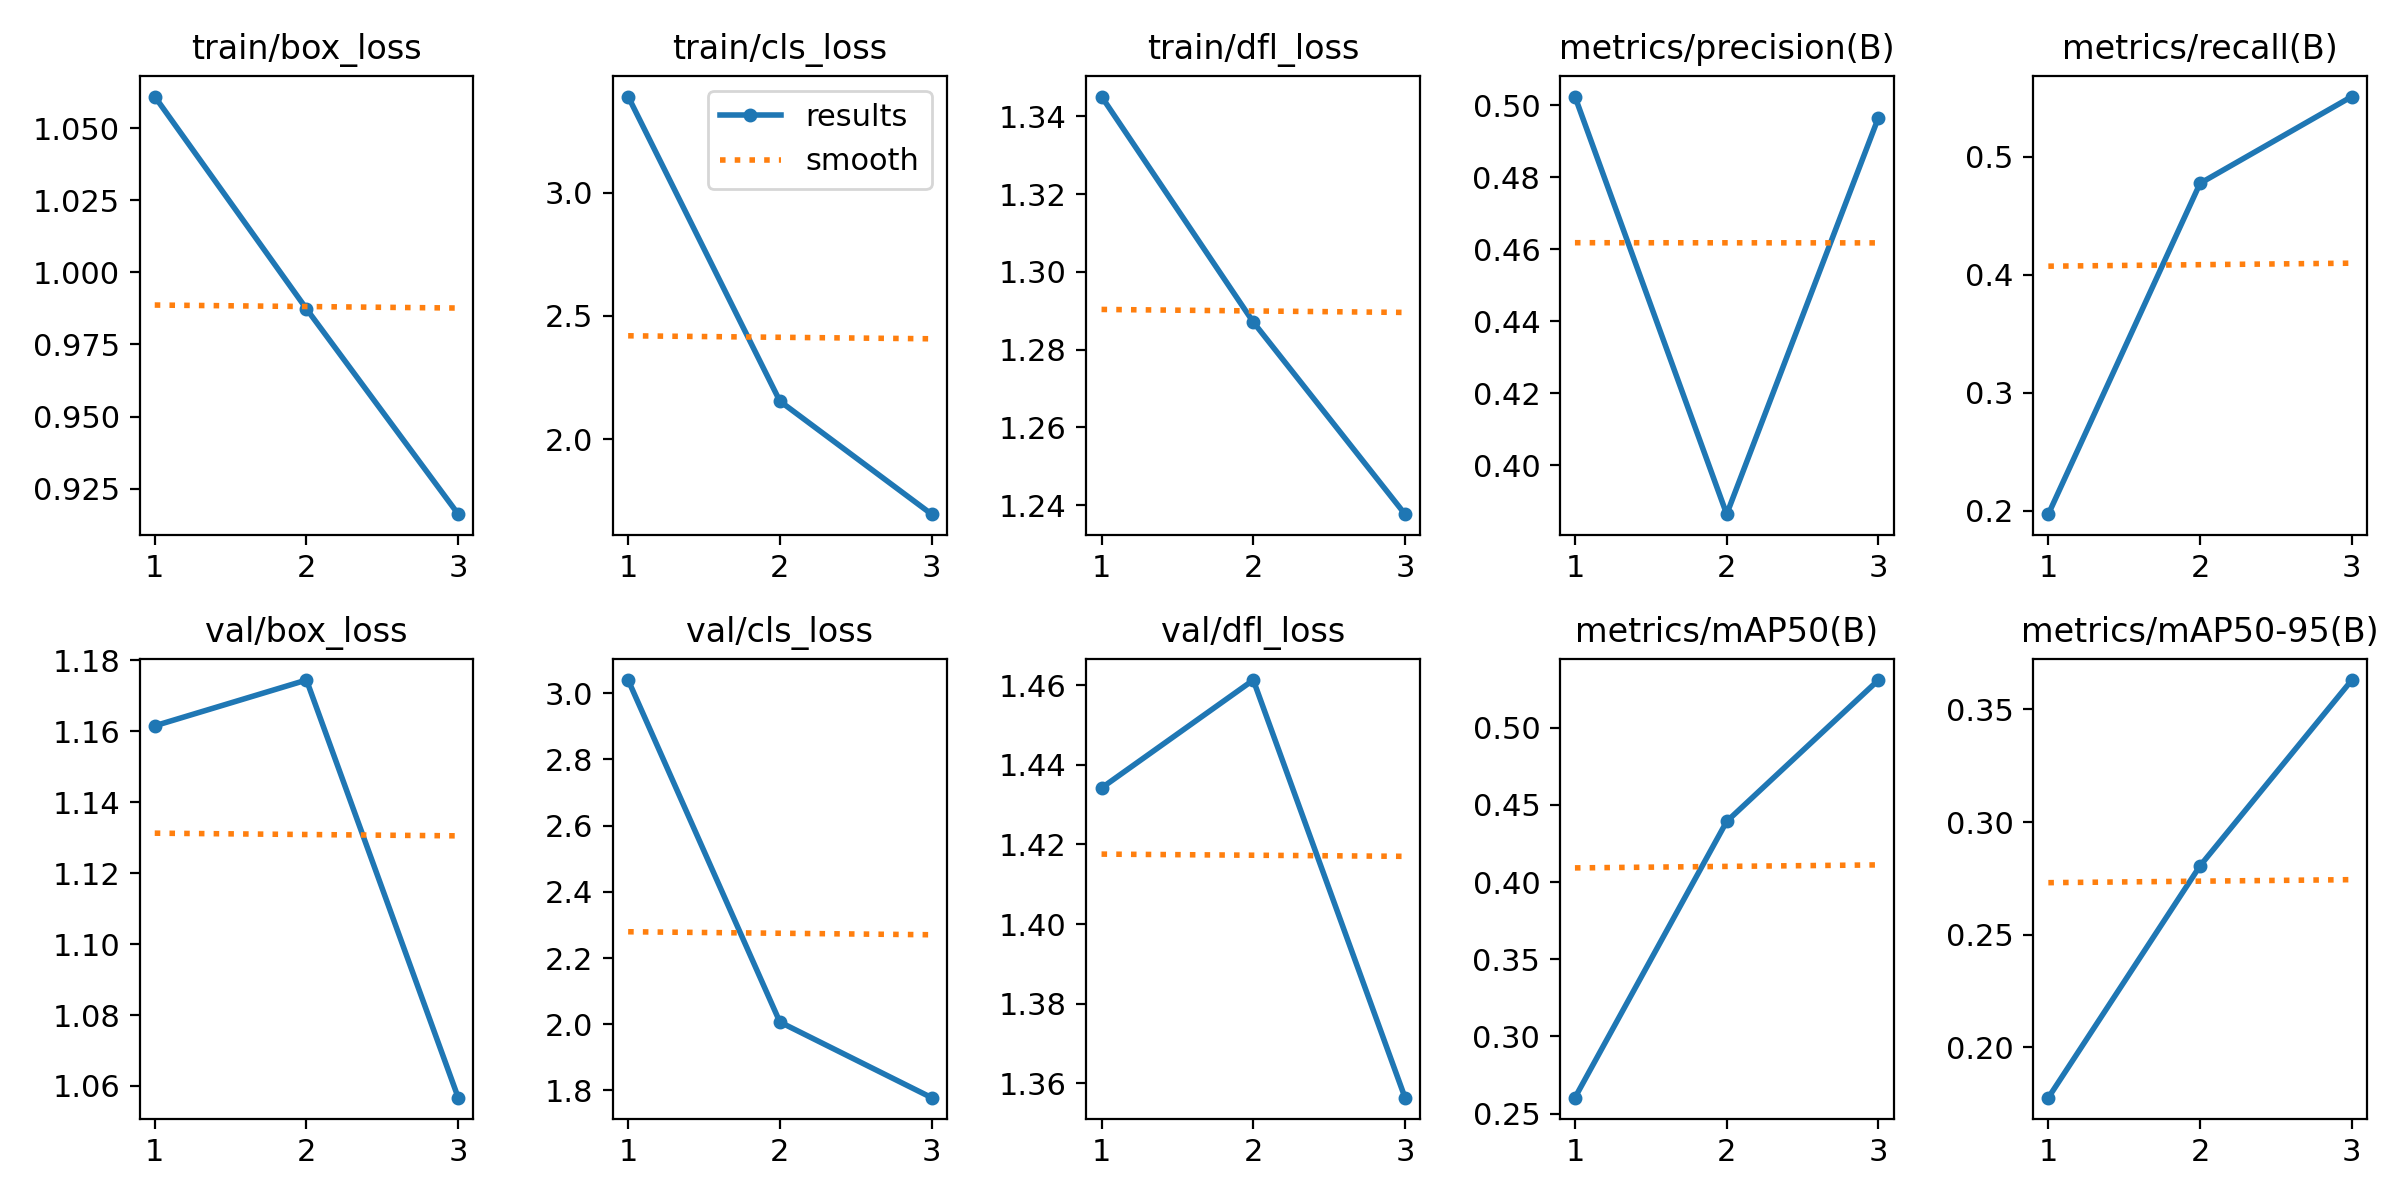 train/box_loss
1.050
1.025
1.000
0.975
0.950
0.925
1 2 3
train/cls_loss
results
smooth
3.0
2.5
2.0
1 2 3
train/dfl_loss
1.34
1.32
1.30
1.28
1.26
1.24
1 2 3
metrics/precision(B)
0.50
0.48
0.46
0.44
0.42
0.40
1 2 3
metrics/recall(B)
0.5
0.4
0.3
0.2
1 2 3
val/box_loss
1.18
1.16
1.14
1.12
1.10
1.08
1.06
1 2 3
val/cls_loss
3.0
2.8
2.6
2.4
2.2
2.0
1.8
1 2 3
val/dfl_loss
1.46
1.44
1.42
1.40
1.38
1.36
1 2 3
metrics/mAP50(B)
0.50
0.45
0.40
0.35
0.30
0.25
1 2 3
metrics/mAP50-95(B)
0.35
0.30
0.25
0.20
1 2 3